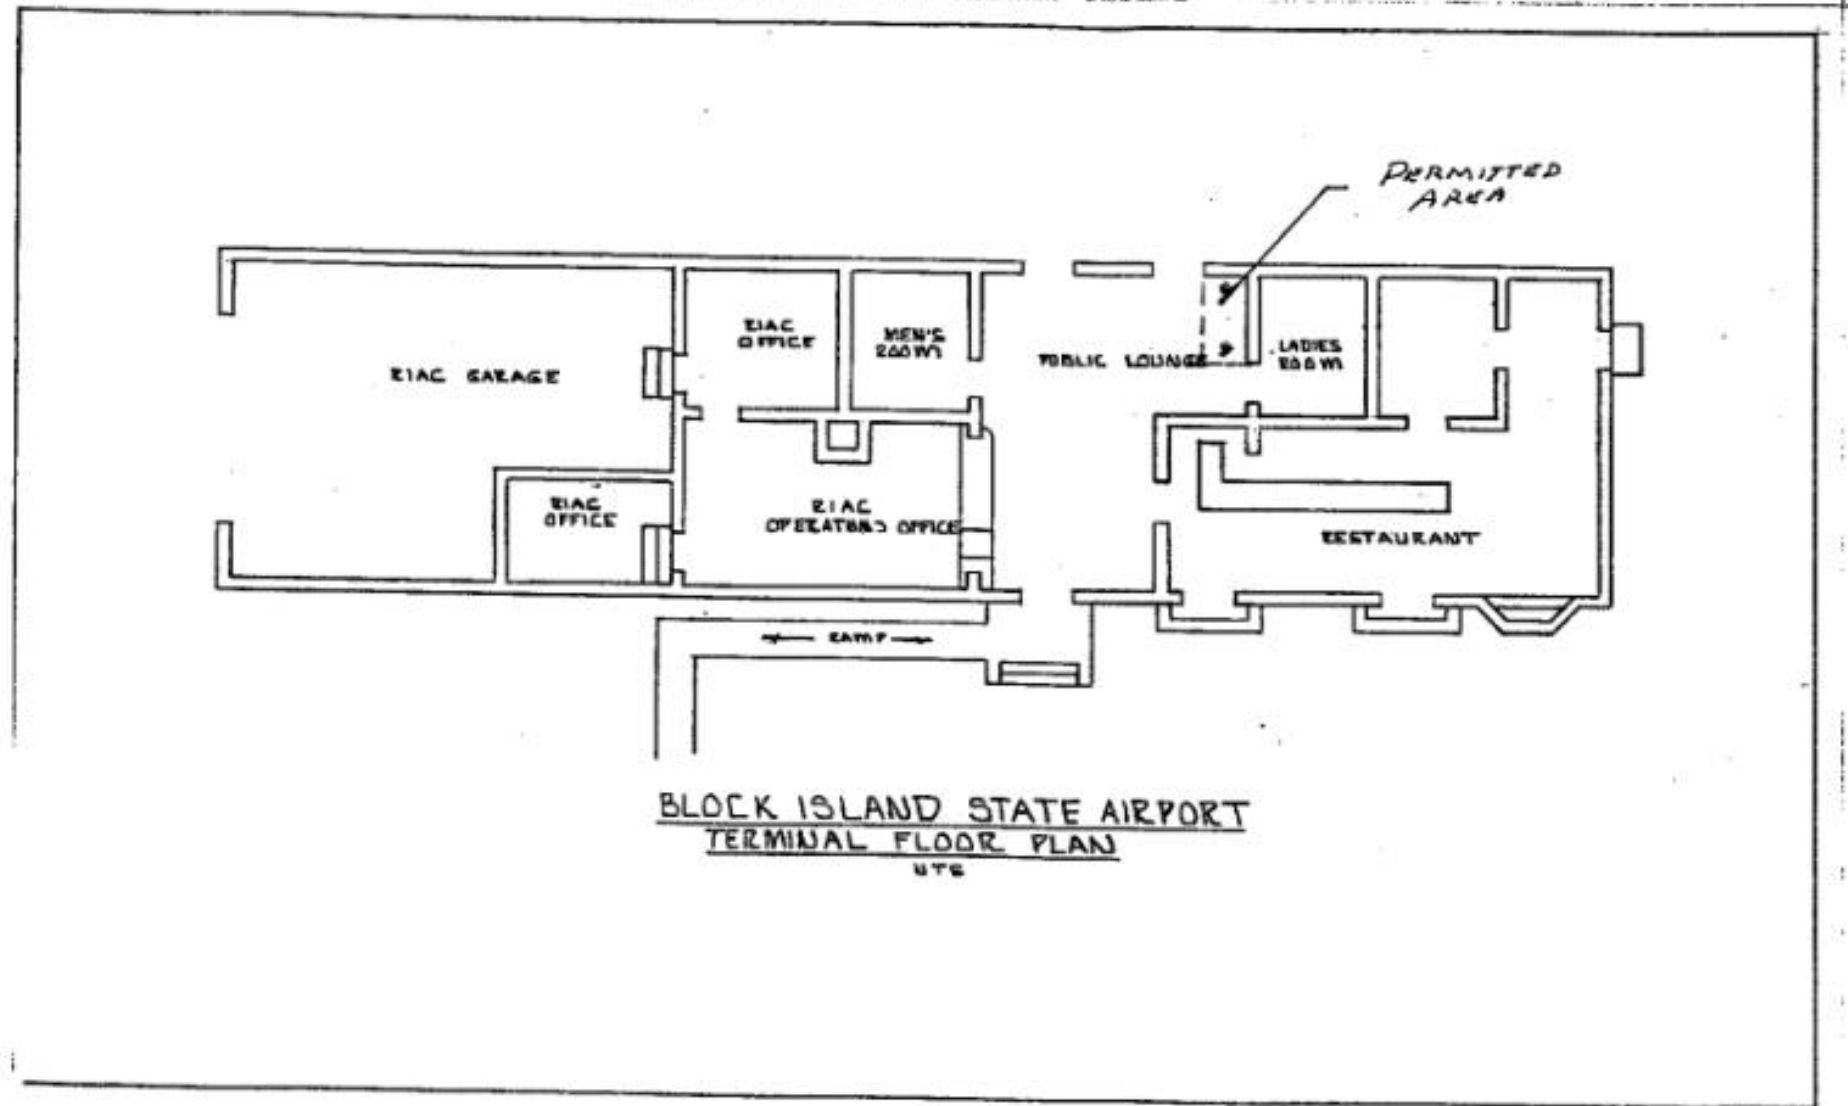 PERMITTED
AREA
RIAC
OFFICE
MEN'S
ROOM
PUBLIC LOUNGE
LADIES
ROOM
RIAC GARAGE
RIAC
OFFICE
RIAC
OPERATIONS OFFICE
RESTAURANT
RAMP
BLOCK ISLAND STATE AIRPORT
TERMINAL FLOOR PLAN
NTS